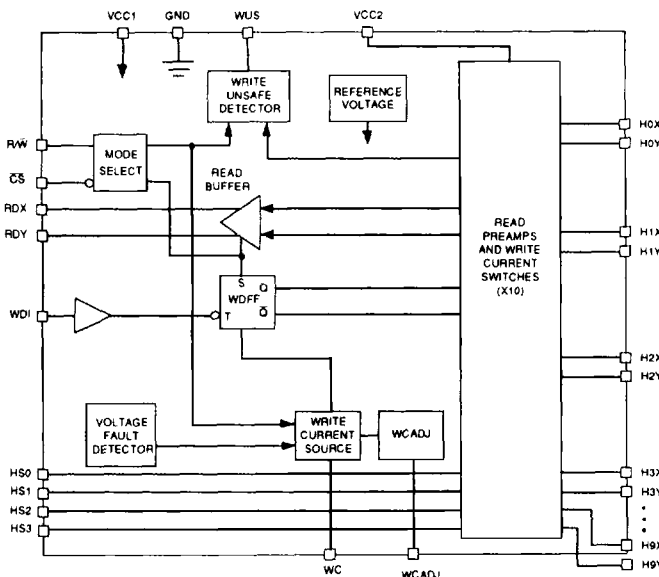 VCC1 GND WUS VCC2
WRITE
UNSAFE
DETECTOR
REFERENCE
VOLTAGE
R/W̅
C̅S̅
RDX
RDY
WDI
MODE
SELECT
READ
BUFFER
S
WDFF
T
Q
Q̅
READ
PREAMPS
AND WRITE
CURRENT
SWITCHES
(X10)
H0X
H0Y
H1X
H1Y
H2X
H2Y
H3X
H3Y
H9X
H9Y
VOLTAGE
FAULT
DETECTOR
WRITE
CURRENT
SOURCE
WCADJ
HS0
HS1
HS2
HS3
WC
WCADJ